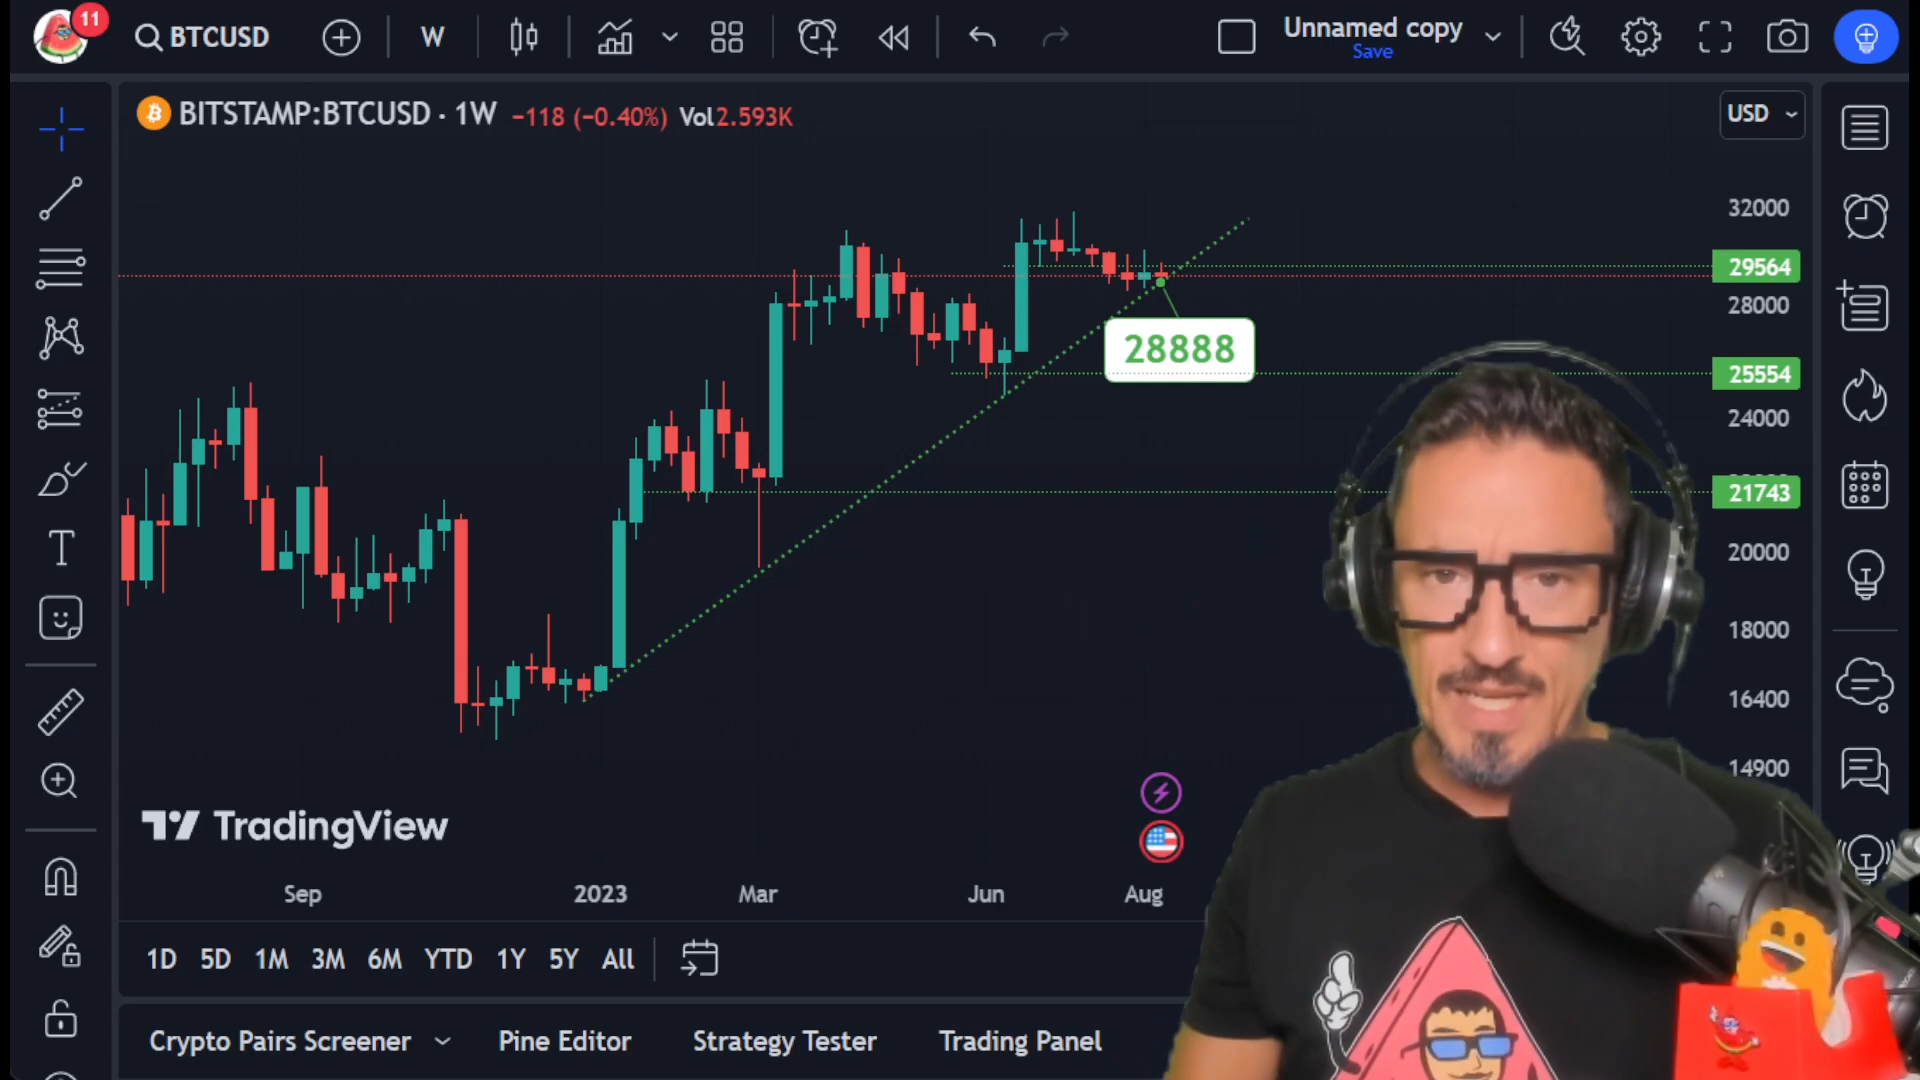 11
BTCUSD
W
Unnamed copy
Save
BITSTAMP:BTCUSD · 1W −118 (−0.40%) Vol2.593K
USD
32000
29564
28000
28888
25554
24000
21743
20000
18000
16400
14900
TradingView
Sep 2023 Mar Jun Aug
1D 5D 1M 3M 6M YTD 1Y 5Y All
Crypto Pairs Screener Pine Editor Strategy Tester Trading Panel